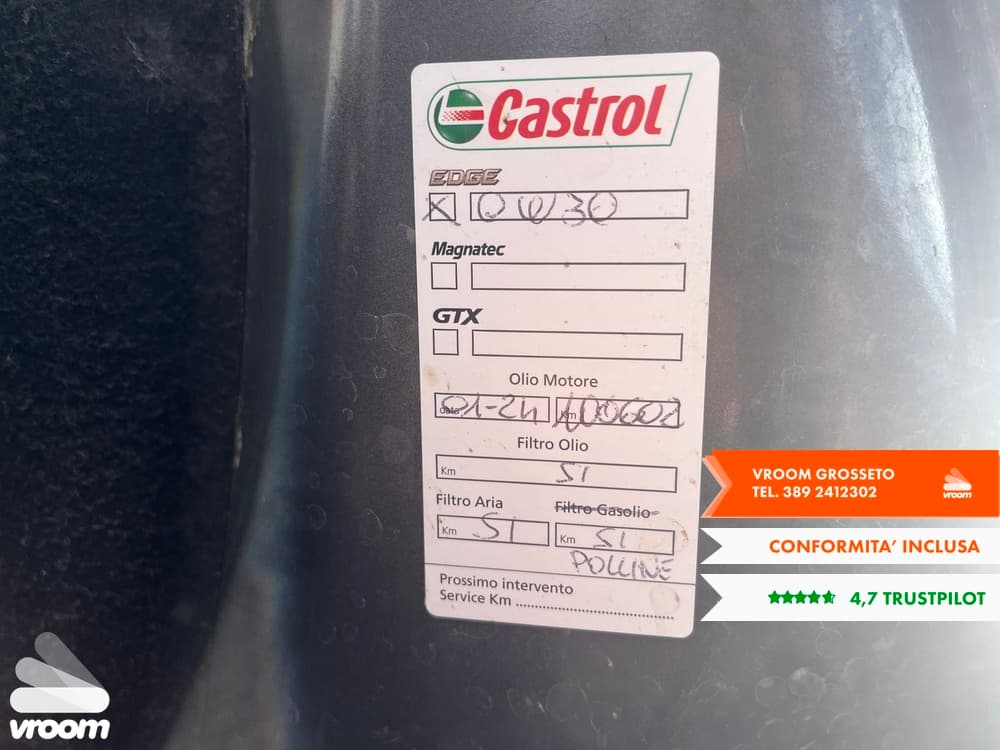 Castrol
EDGE
X 0W30
Magnatec
GTX
Olio Motore
data 01-24 Km 100602
Filtro Olio
Km SI
Filtro Aria Filtro Gasolio
Km SI Km SI
POLLINE
Prossimo intervento
Service Km
VROOM GROSSETO
TEL. 389 2412302
vroom
CONFORMITA’ INCLUSA
4,7 TRUSTPILOT
vroom